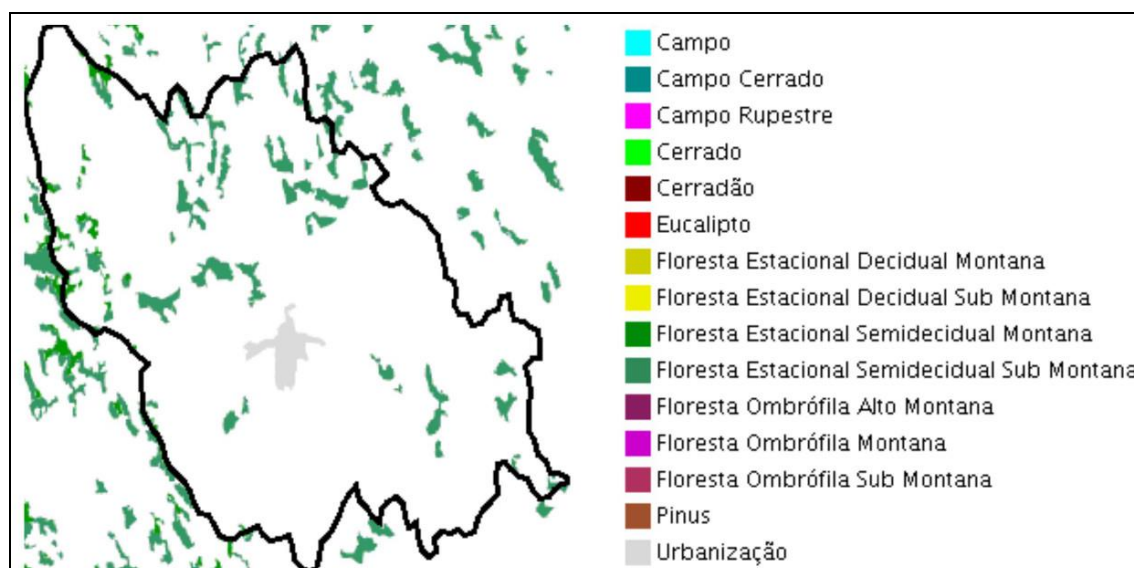 Campo
Campo Cerrado
Campo Rupestre
Cerrado
Cerradão
Eucalipto
Floresta Estacional Decidual Montana
Floresta Estacional Decidual Sub Montana
Floresta Estacional Semidecidual Montana
Floresta Estacional Semidecidual Sub Montana
Floresta Ombrófila Alto Montana
Floresta Ombrófila Montana
Floresta Ombrófila Sub Montana
Pinus
Urbanização